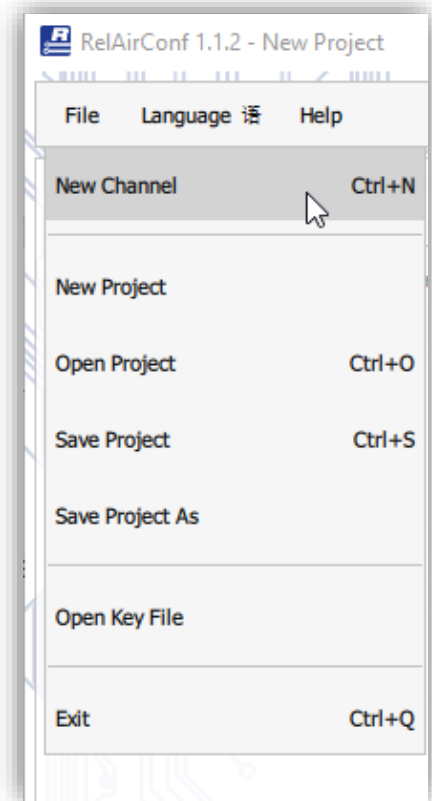 RelAirConf 1.1.2 - New Project
File Language 语 Help
New Channel Ctrl+N
New Project
Open Project Ctrl+O
Save Project Ctrl+S
Save Project As
Open Key File
Exit Ctrl+Q